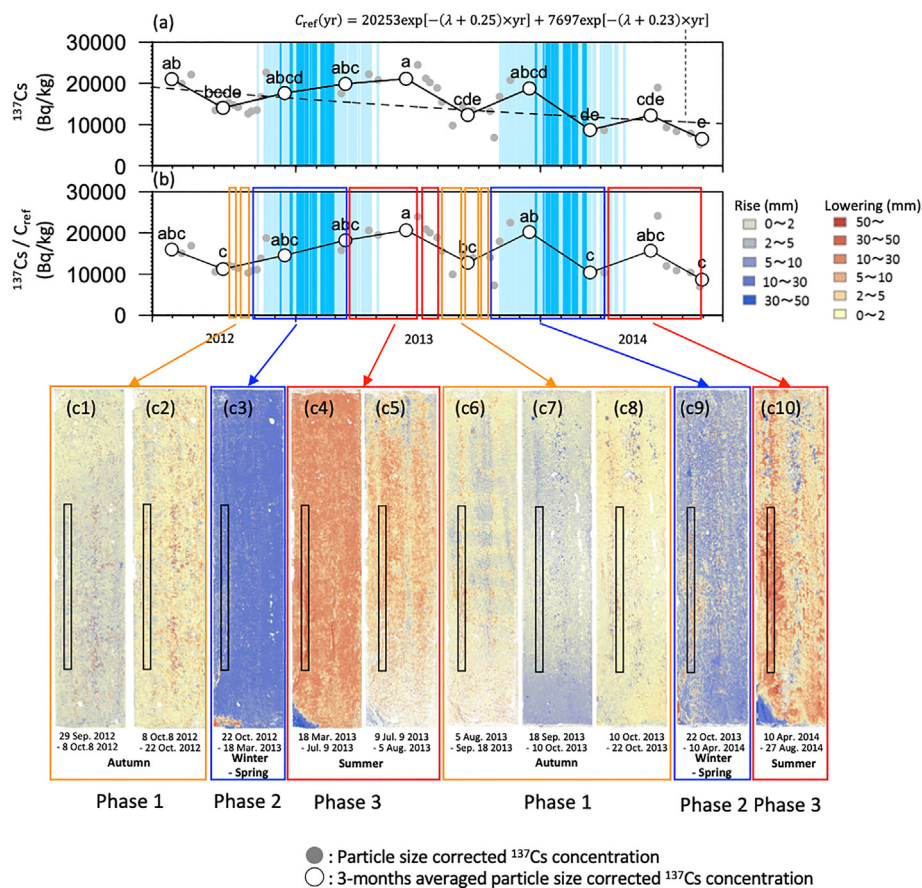 C_ref(yr) = 20253exp[−(λ + 0.25)×yr] + 7697exp[−(λ + 0.23)×yr]
(a)
30000
20000
10000
0
¹³⁷Cs
(Bq/kg)
ab
bcde
abcd
abc
a
cde
abcd
de
cde
e
(b)
30000
20000
10000
0
¹³⁷Cs / C_ref
(Bq/kg)
abc
c
abc
abc
a
bc
ab
c
abc
c
2012
2013
2014
Rise (mm)
0～2
2～5
5～10
10～30
30～50
Lowering (mm)
50～
30～50
10～30
5～10
2～5
0～2
(c1)
(c2)
(c3)
(c4)
(c5)
(c6)
(c7)
(c8)
(c9)
(c10)
29 Sep. 2012
- 8 Oct.8 2012
8 Oct.8 2012
- 22 Oct. 2012
Autumn
22 Oct. 2012
- 18 Mar. 2013
Winter
- Spring
18 Mar. 2013
- Jul. 9 2013
9 Jul. 9 2013
- 5 Aug. 2013
Summer
5 Aug. 2013
- Sep. 18 2013
18 Sep. 2013
- 10 Oct. 2013
10 Oct. 2013
- 22 Oct. 2013
Autumn
22 Oct. 2013
- 10 Apr. 2014
Winter
- Spring
10 Apr. 2014
- 27 Aug. 2014
Summer
Phase 1
Phase 2
Phase 3
Phase 1
Phase 2
Phase 3
: Particle size corrected ¹³⁷Cs concentration
: 3-months averaged particle size corrected ¹³⁷Cs concentration